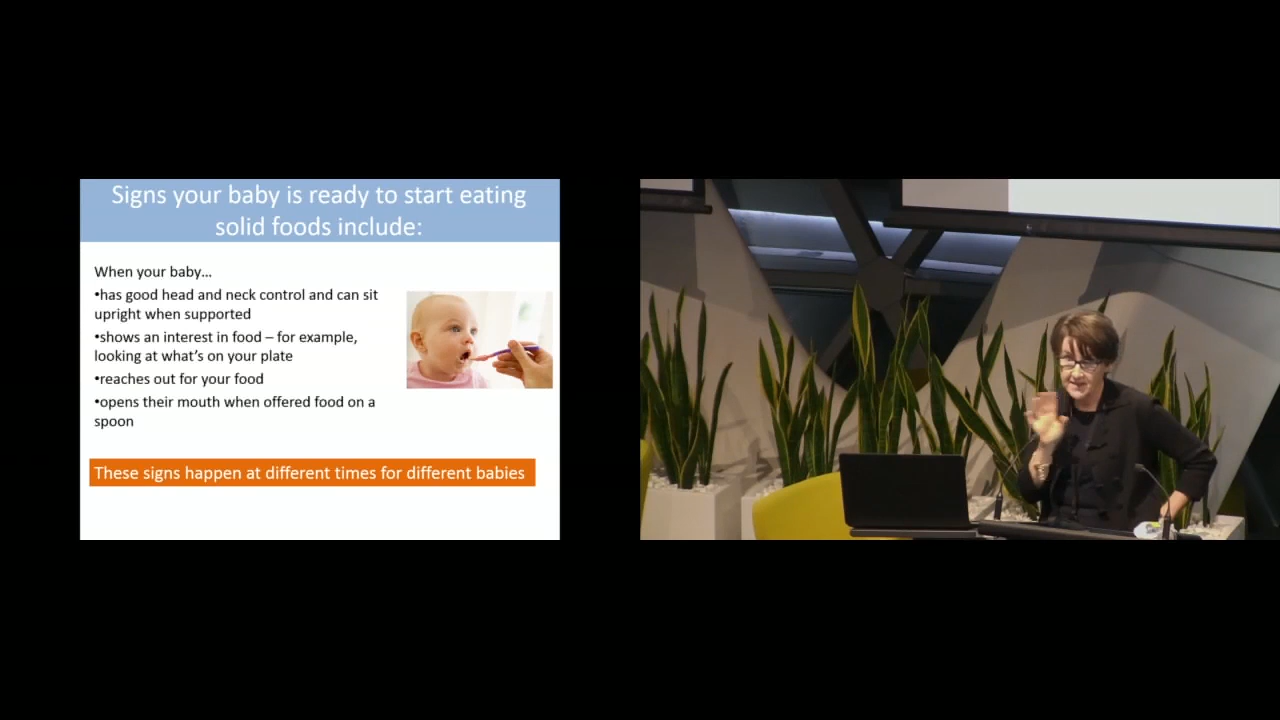 Signs your baby is ready to start eating
solid foods include:
When your baby…
•has good head and neck control and can sit
upright when supported
•shows an interest in food – for example,
looking at what’s on your plate
•reaches out for your food
•opens their mouth when offered food on a
spoon
These signs happen at different times for different babies